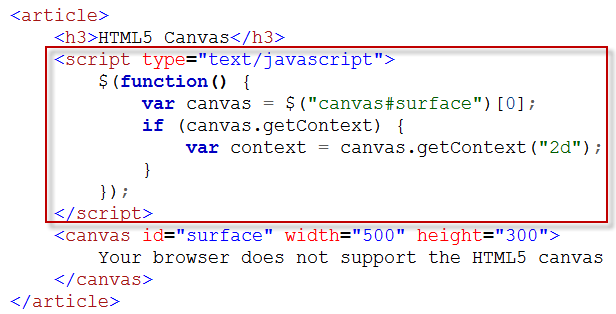 <article>
    <h3>HTML5 Canvas</h3>
    <script type="text/javascript">
        $(function() {
            var canvas = $("canvas#surface")[0];
            if (canvas.getContext) {
                var context = canvas.getContext("2d");
            }
        });
    </script>
    <canvas id="surface" width="500" height="300">
        Your browser does not support the HTML5 canvas
    </canvas>
</article>